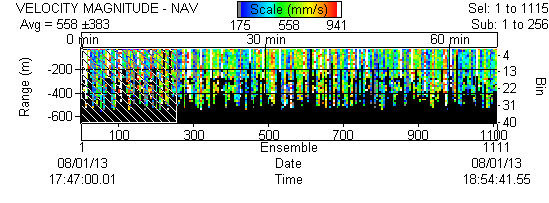 VELOCITY MAGNITUDE - NAV
Avg = 558 ±383
Scale (mm/s)
175 558 941
Sel: 1 to 1115
Sub: 1 to 256
0 min 30 min 60 min
Range (m)
-200
-400
-600
4
13
22
31
40
Bin
1 100 300 500 700 900 1100
Ensemble 1111
08/01/13 Date 08/01/13
17:47:00.01 Time 18:54:41.55